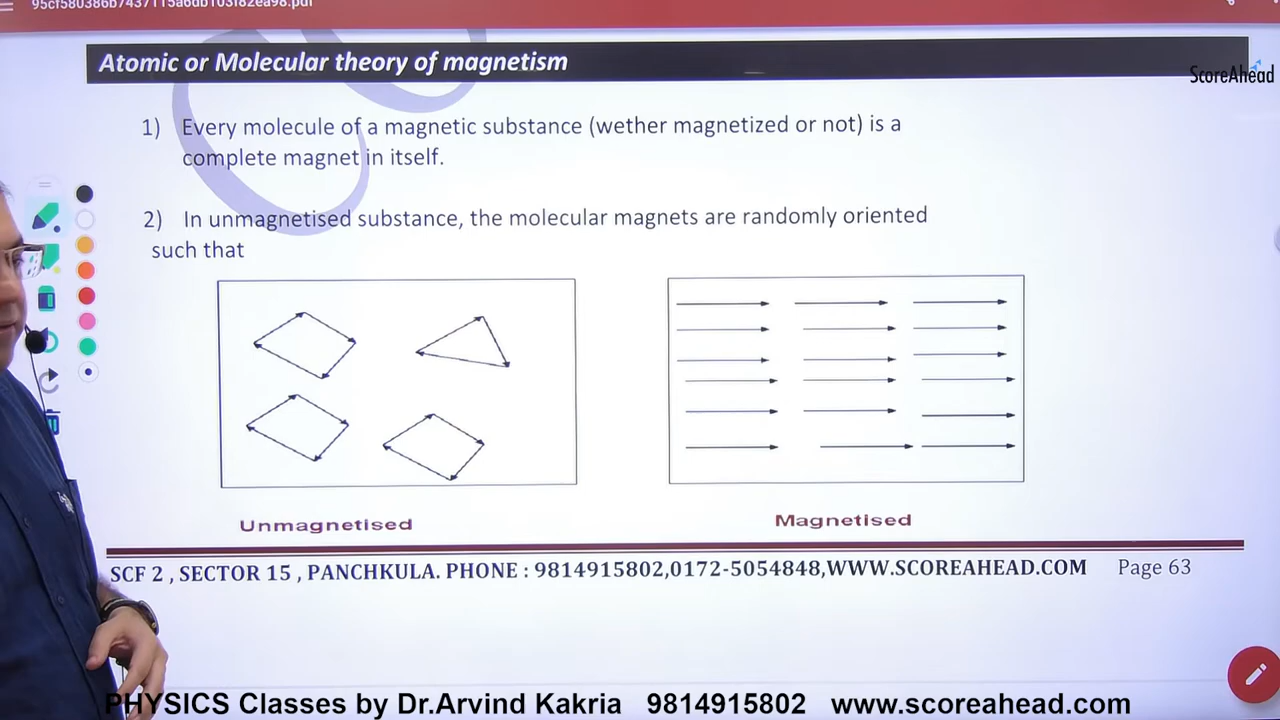 95cf580386b7437115a6db103f82ea98.pdf
Atomic or Molecular theory of magnetism
ScoreAhead
1) Every molecule of a magnetic substance (wether magnetized or not) is a
complete magnet in itself.
2) In unmagnetised substance, the molecular magnets are randomly oriented
such that
Unmagnetised
Magnetised
SCF 2 , SECTOR 15 , PANCHKULA. PHONE : 9814915802,0172-5054848,WWW.SCOREAHEAD.COM Page 63
PHYSICS Classes by Dr.Arvind Kakria 9814915802 www.scoreahead.com